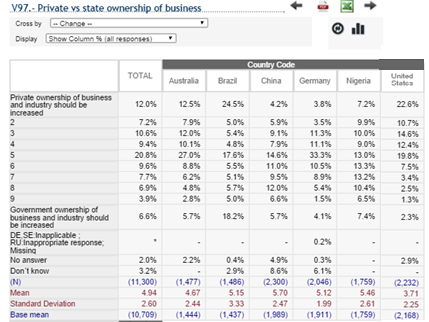 V97.- Private vs state ownership of business
Cross by -- Change --
Display Show Column % (all responses)
Country Code
TOTAL Australia Brazil China Germany Nigeria United States
Private ownership of business and industry should be increased 12.0% 12.5% 24.5% 4.2% 3.8% 7.2% 22.6%
2 7.2% 7.9% 5.0% 5.9% 3.5% 9.9% 10.7%
3 10.6% 12.0% 5.4% 9.1% 11.3% 10.0% 14.6%
4 9.4% 10.1% 4.8% 7.9% 11.1% 9.0% 12.4%
5 20.8% 27.0% 17.6% 14.6% 33.3% 13.0% 19.8%
6 9.6% 8.8% 5.5% 11.0% 10.5% 13.3% 7.5%
7 7.7% 6.2% 5.1% 9.5% 8.9% 13.2% 3.4%
8 6.9% 4.8% 5.7% 12.0% 5.4% 10.4% 2.5%
9 3.9% 2.8% 5.0% 6.6% 1.5% 6.5% 1.3%
Government ownership of business and industry should be increased 6.6% 5.7% 18.2% 5.7% 4.1% 7.4% 2.3%
DE,SE:Inapplicable ; RU:Inappropriate response; Missing * - - - 0.2% - -
No answer 2.0% 2.2% 0.4% 4.9% 0.3% - 2.9%
Don't know 3.2% - 2.9% 8.6% 6.1% - -
(N) (11,300) (1,477) (1,486) (2,300) (2,046) (1,759) (2,232)
Mean 4.94 4.67 5.15 5.70 5.12 5.46 3.71
Standard Deviation 2.60 2.44 3.33 2.47 1.99 2.61 2.25
Base mean (10,709) (1,444) (1,437) (1,989) (1,911) (1,759) (2,168)